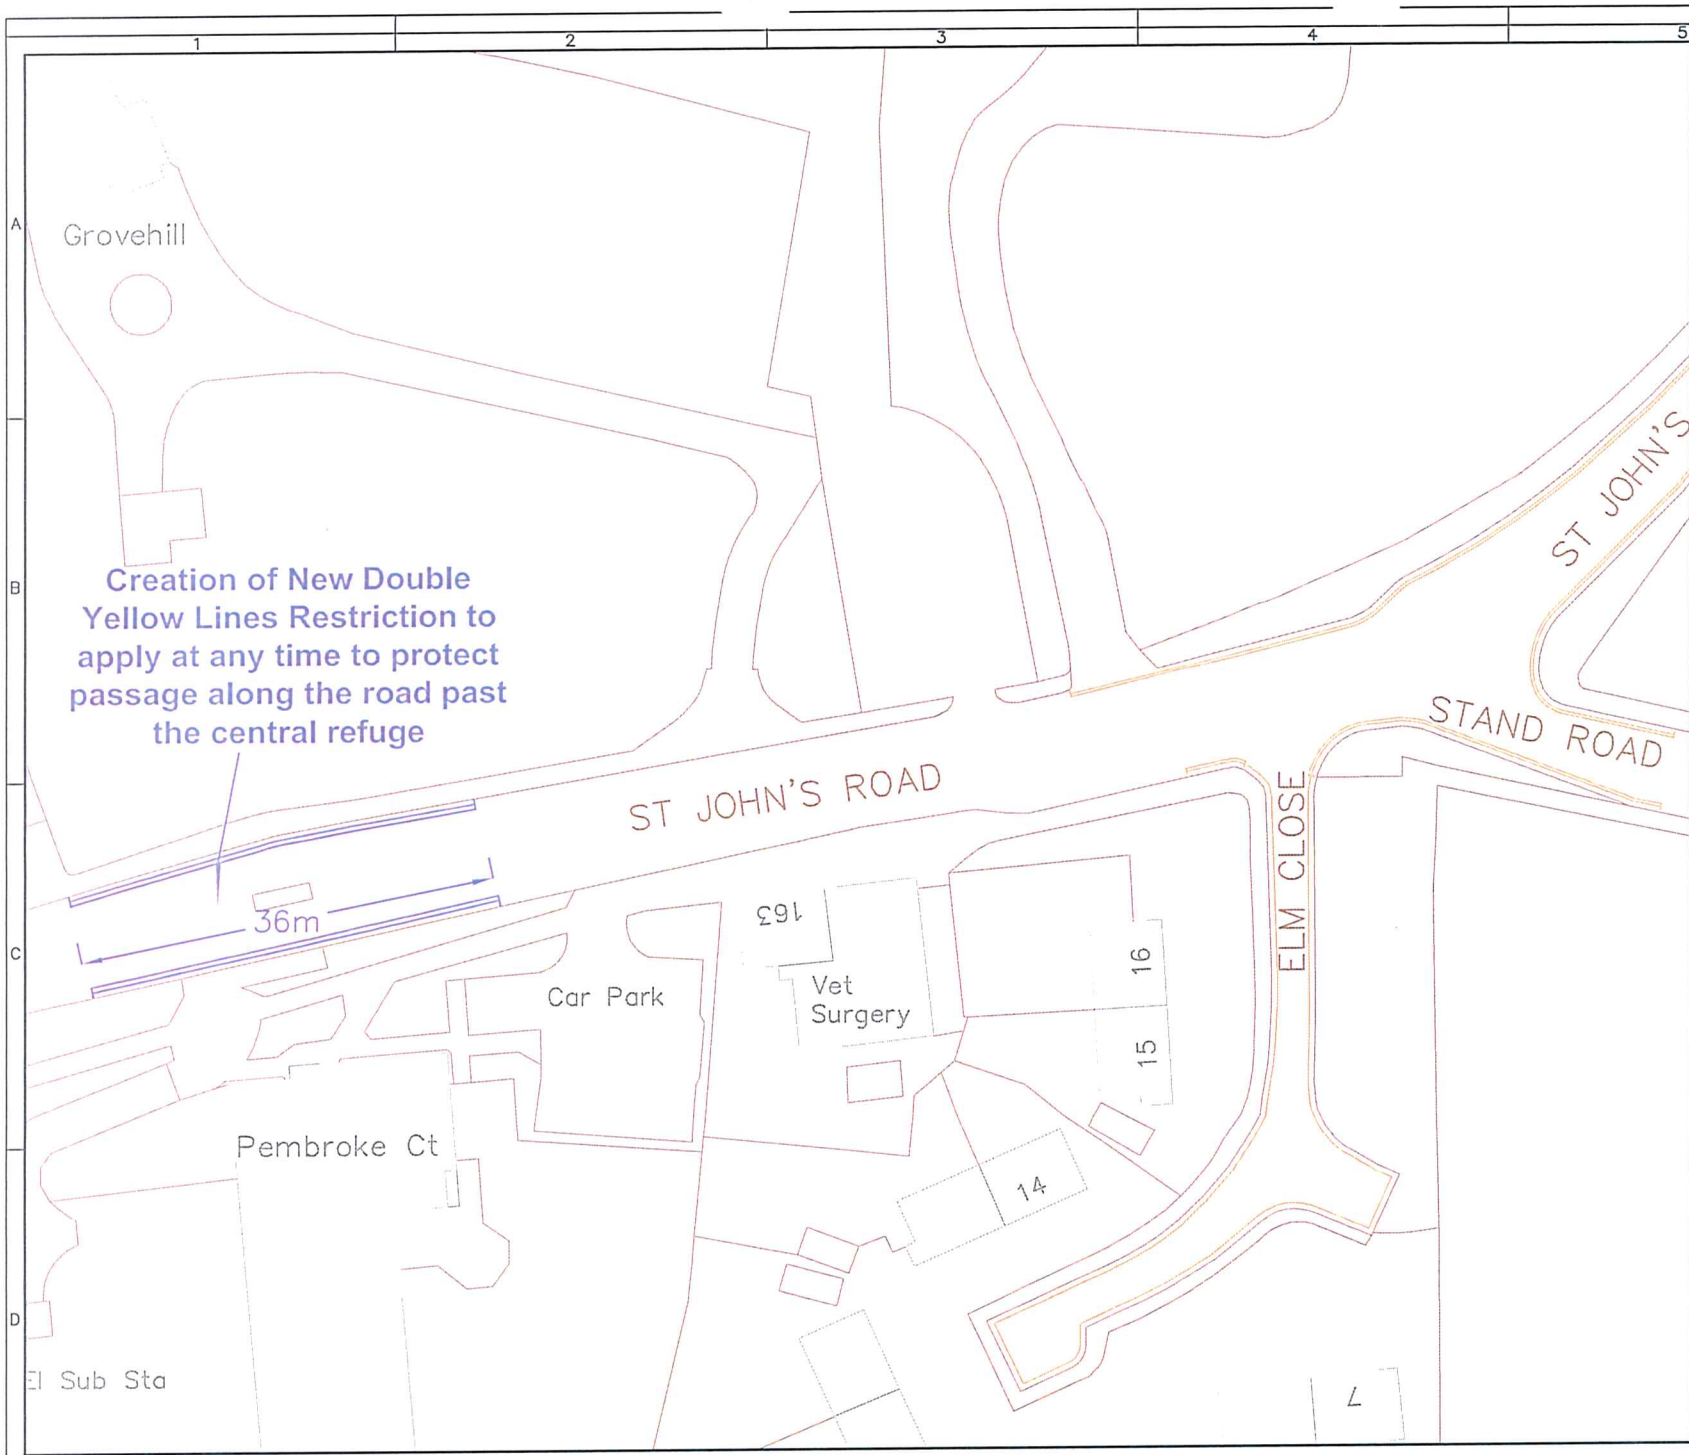 1
2
3
4
5
A
Grovehill
B
Creation of New Double
Yellow Lines Restriction to
apply at any time to protect
passage along the road past
the central refuge
ST JOHN'S
STAND ROAD
ST JOHN'S ROAD
ELM CLOSE
C
36m
163
Vet
Surgery
Car Park
16
15
Pembroke Ct
14
D
El Sub Sta
7